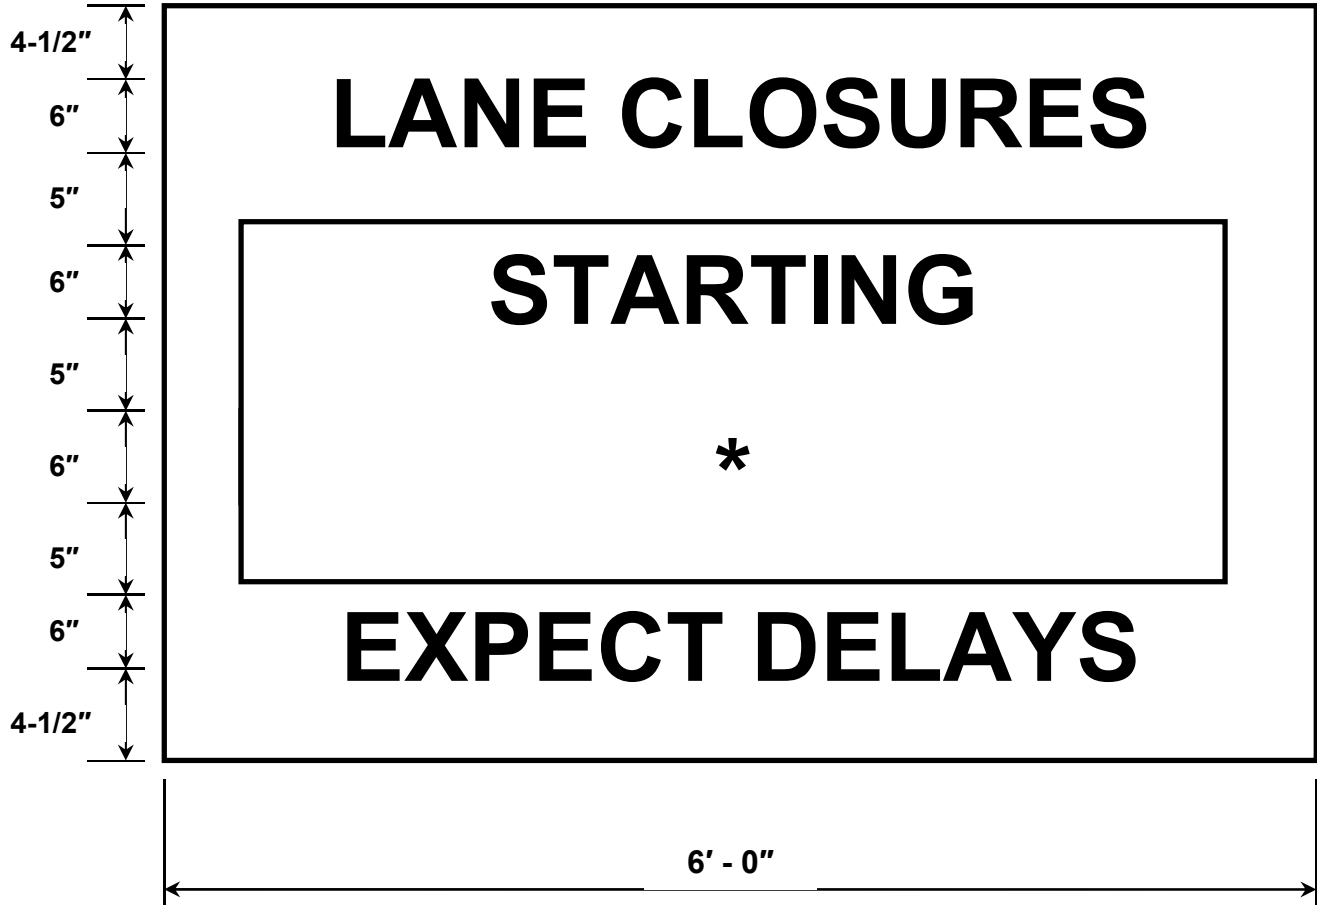 4-1/2″
LANE CLOSURES
6″
5″
STARTING
6″
5″
*
6″
5″
EXPECT DELAYS
6″
4-1/2″
6′ - 0″